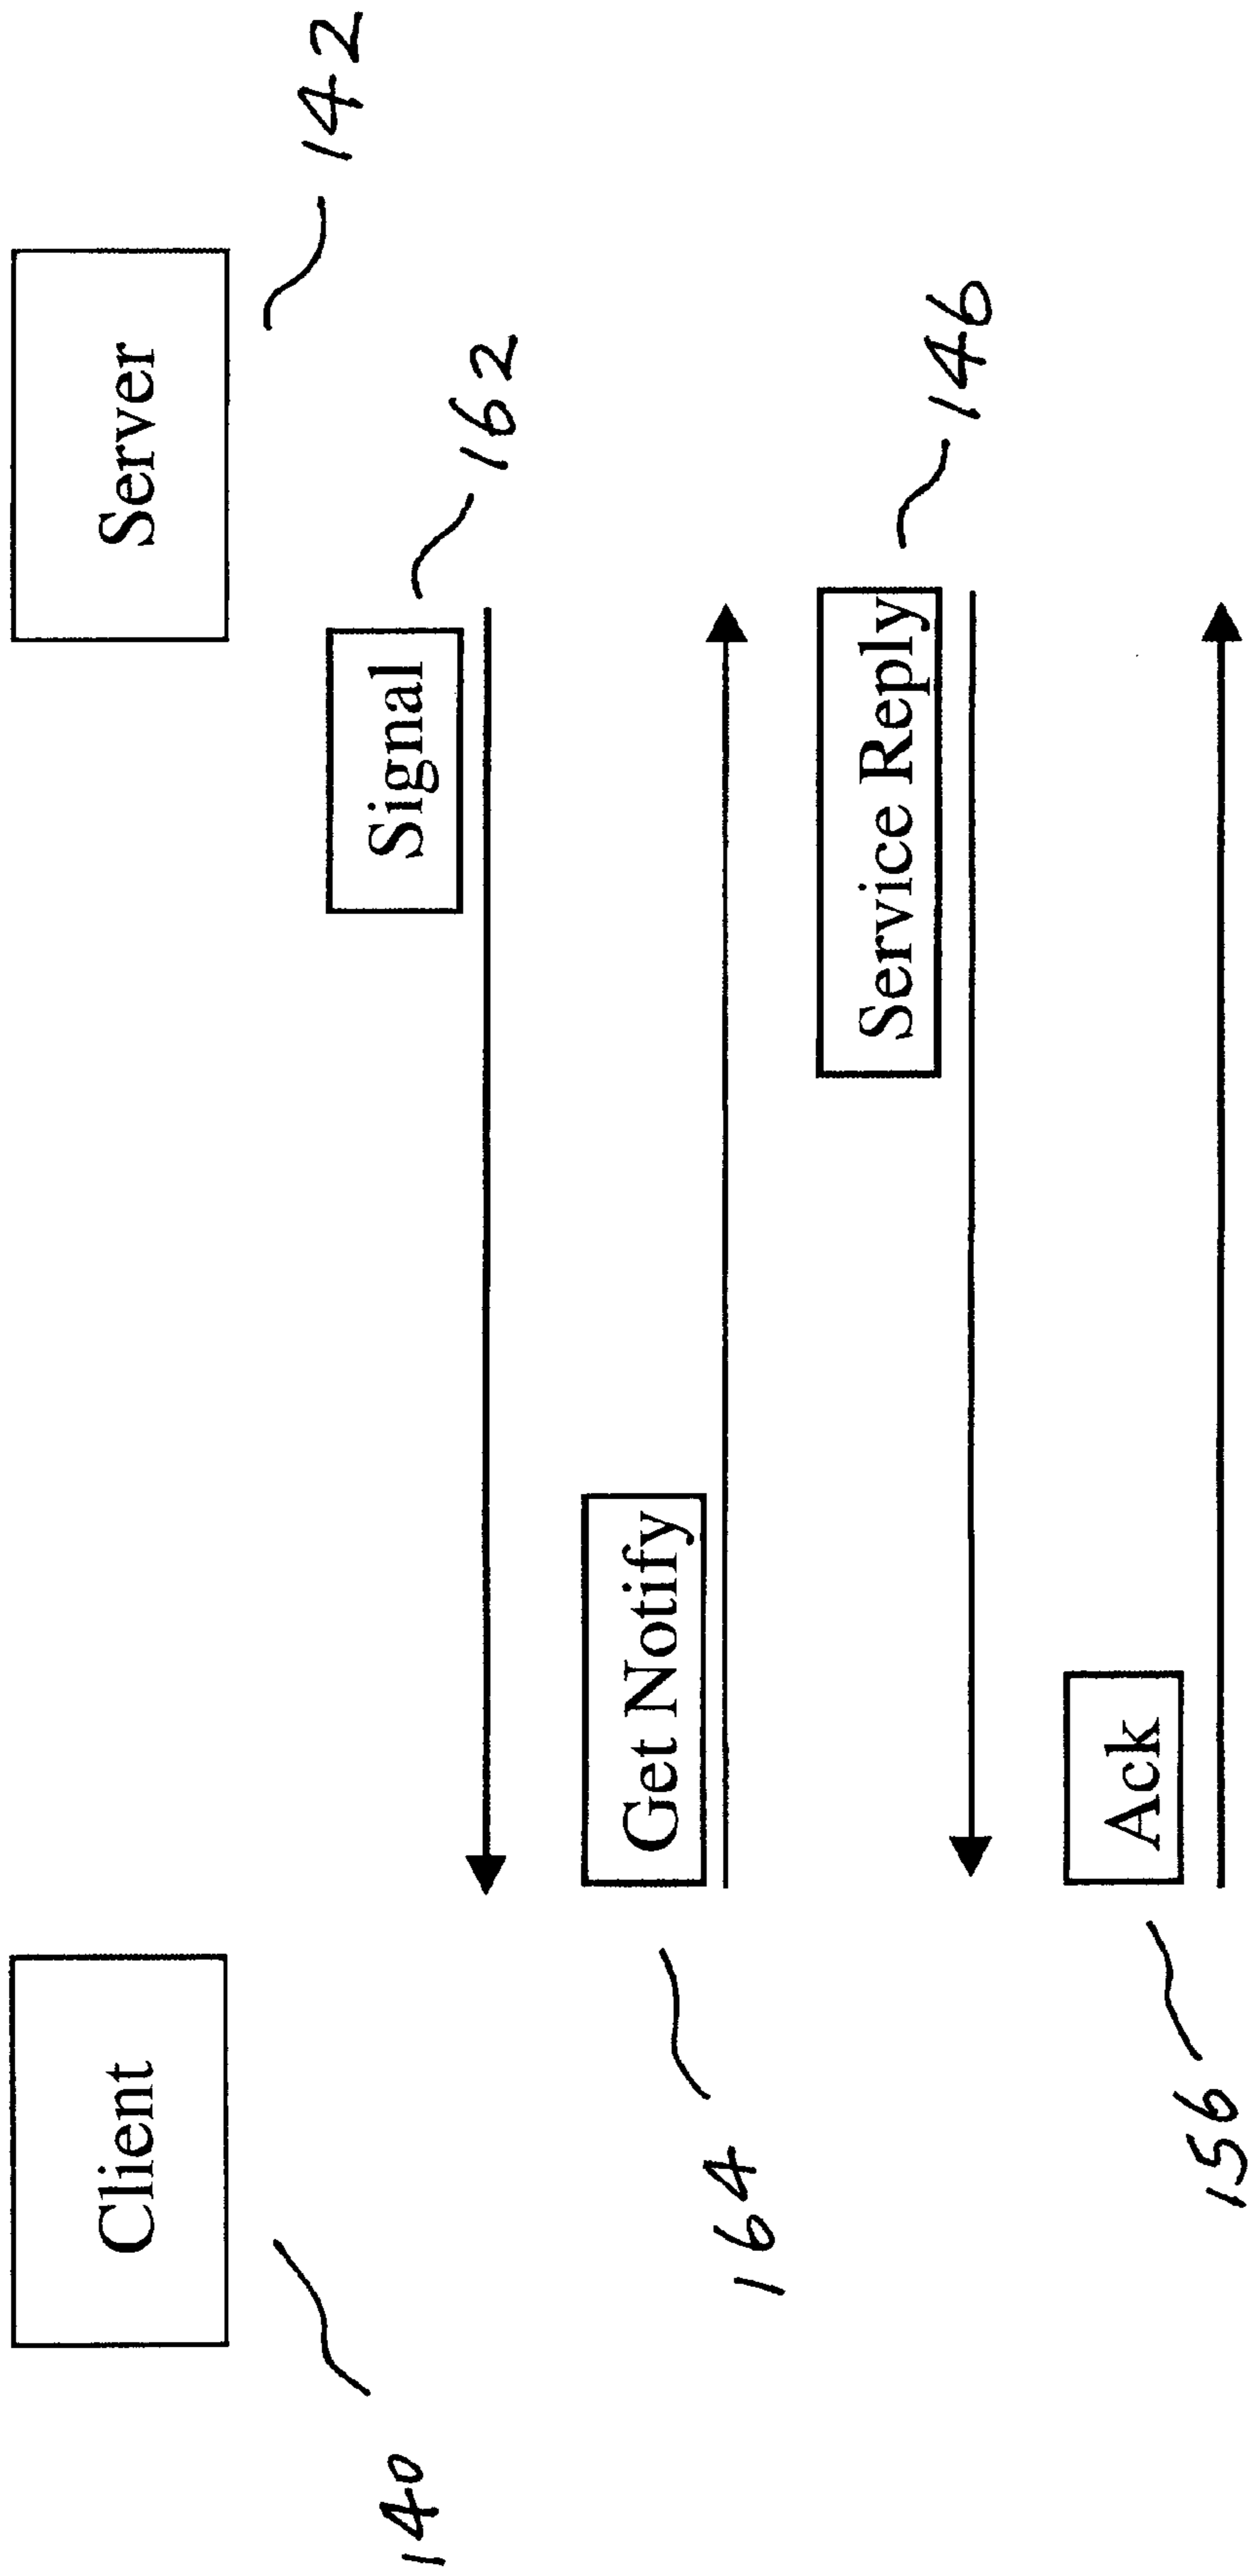 Client
Server
140
142
Signal
162
Get Notify
164
Service Reply
146
Ack
156